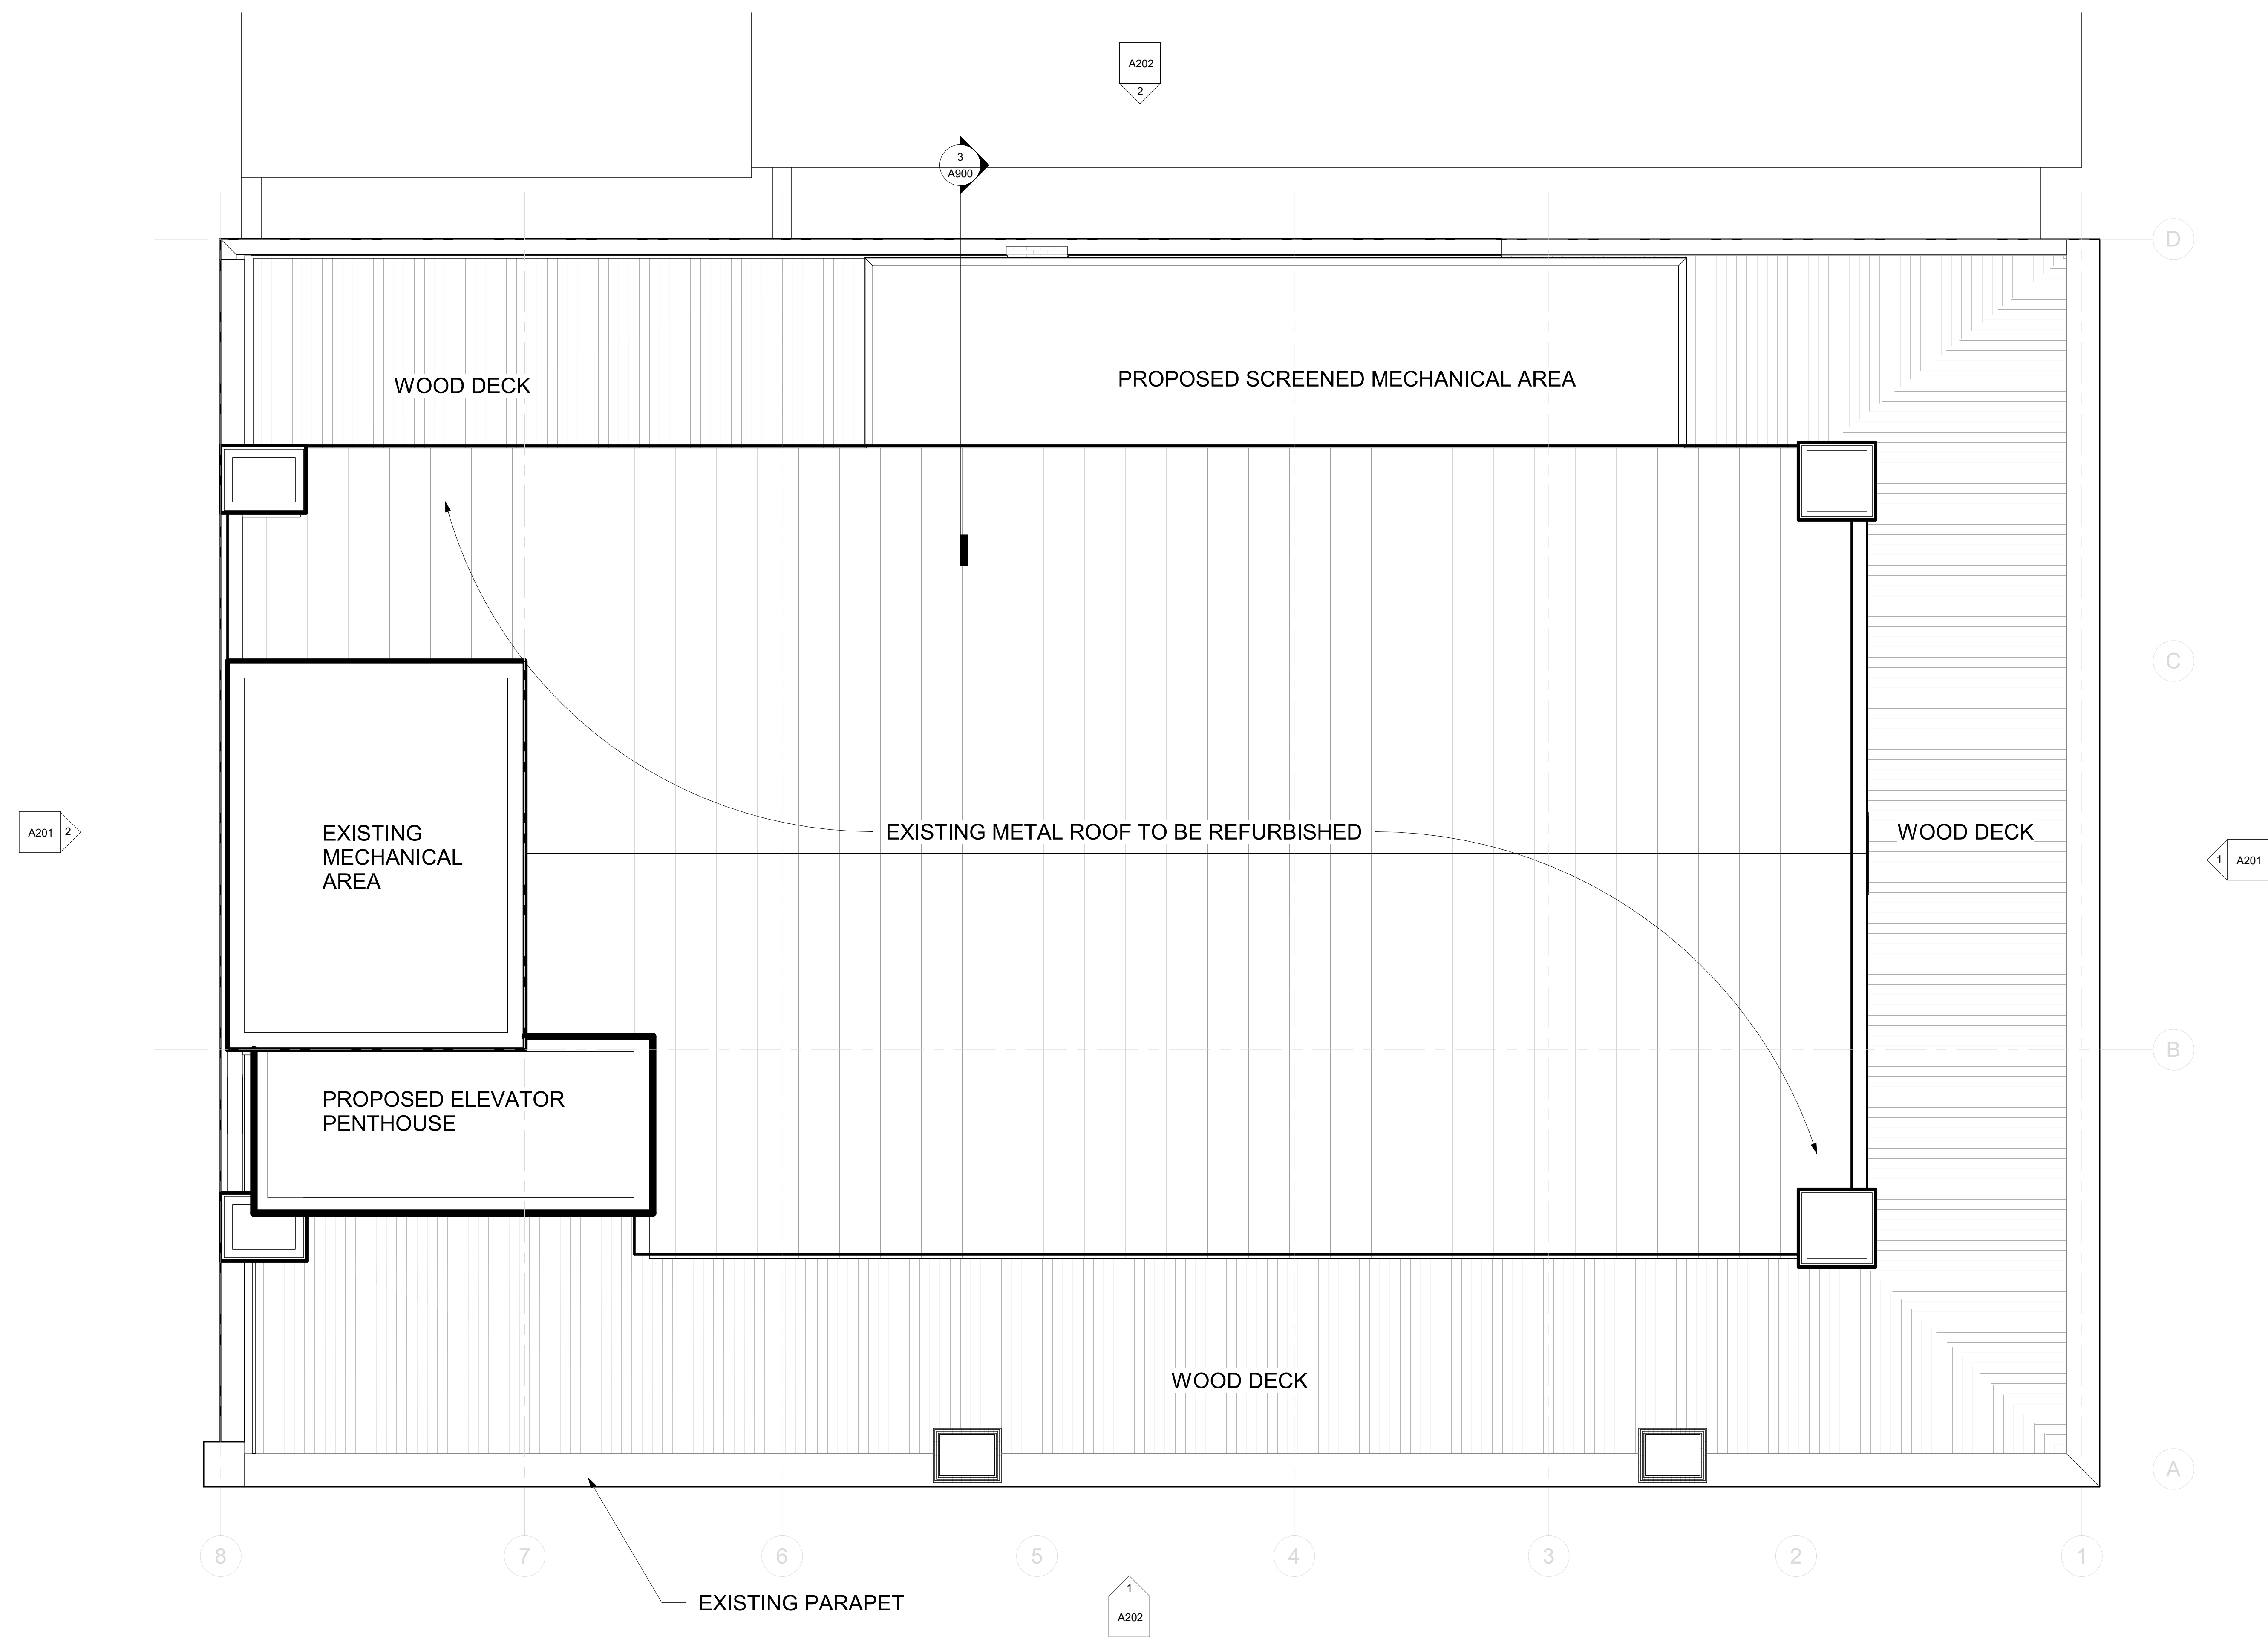 A202
2
3
A900
D
WOOD DECK
PROPOSED SCREENED MECHANICAL AREA
C
A201 2
EXISTING
MECHANICAL
AREA
EXISTING METAL ROOF TO BE REFURBISHED
WOOD DECK
1 A201
B
PROPOSED ELEVATOR
PENTHOUSE
WOOD DECK
A
8 7 6 5 4 3 2 1
EXISTING PARAPET
1
A202